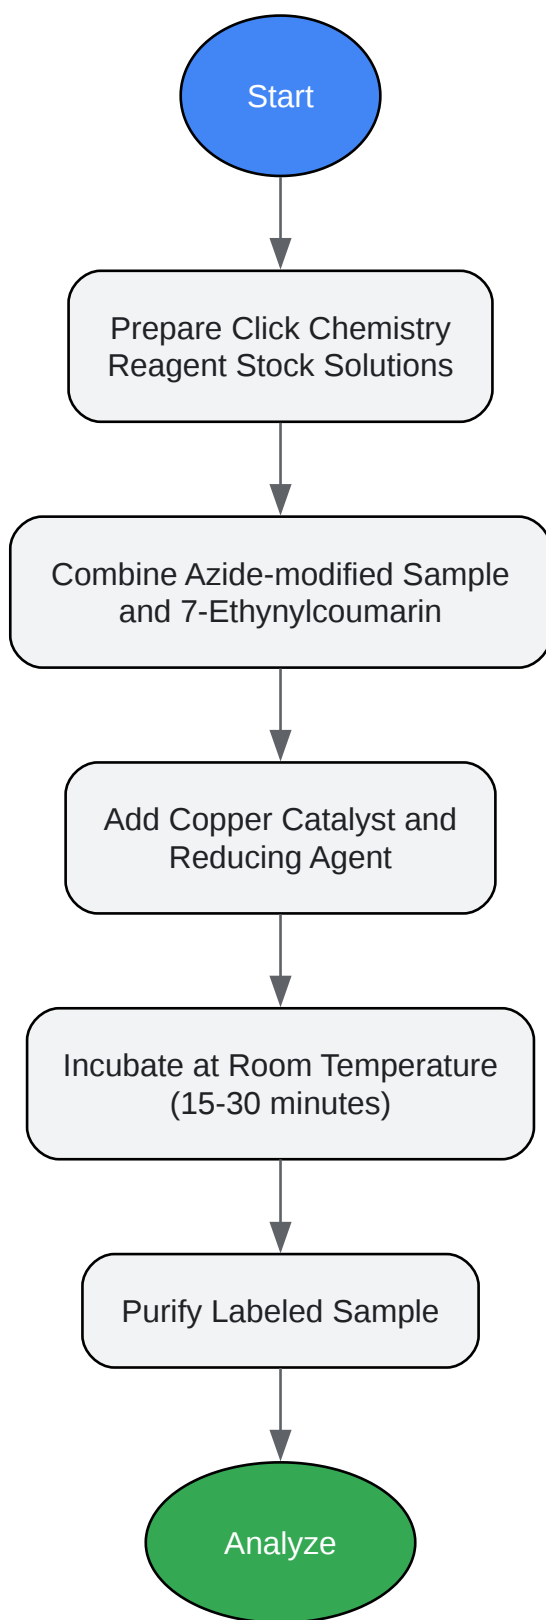 Start
Prepare Click Chemistry
Reagent Stock Solutions
Combine Azide-modified Sample
and 7-Ethynylcoumarin
Add Copper Catalyst and
Reducing Agent
Incubate at Room Temperature
(15-30 minutes)
Purify Labeled Sample
Analyze